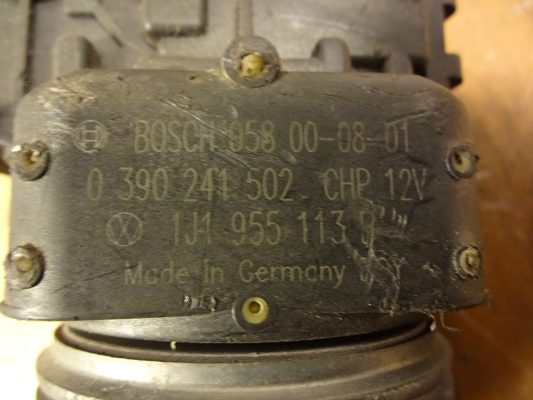 BOSCH 958 00-08-01
0 390 241 502 CHP 12V
1J1 955 113
Made in Germany